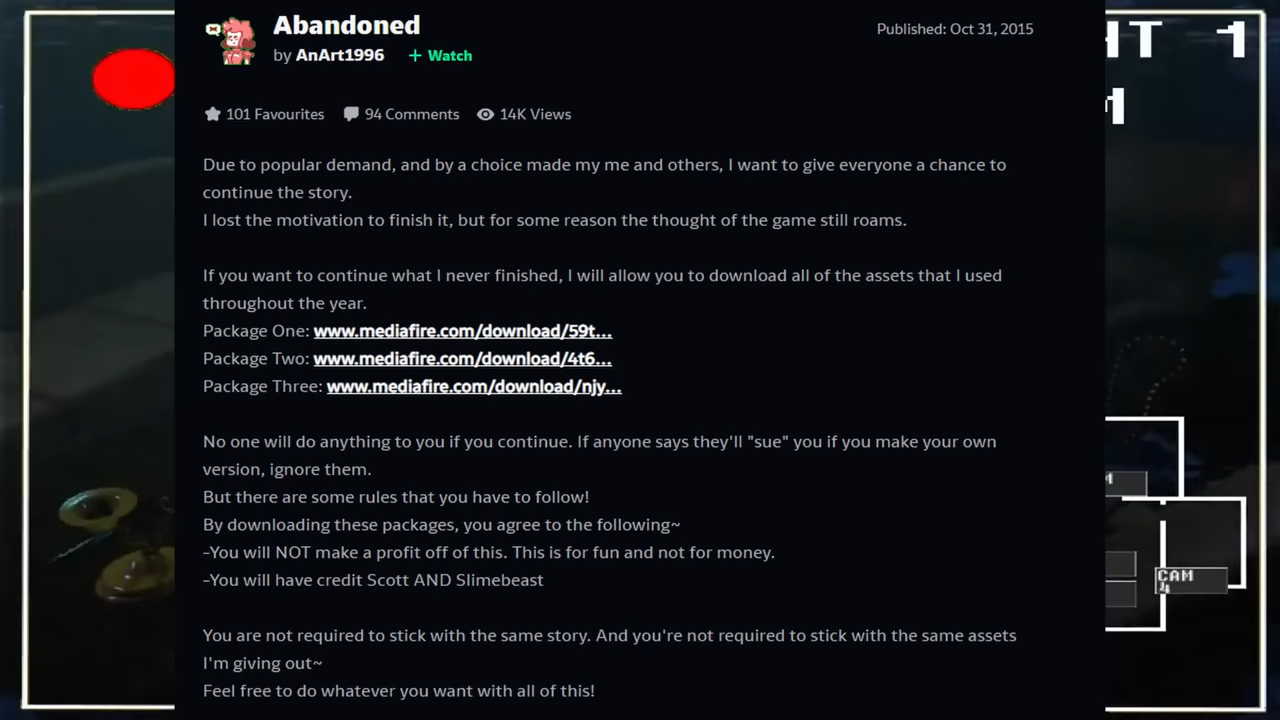 Abandoned
Published: Oct 31, 2015
by AnArt1996 + Watch
101 Favourites 94 Comments 14K Views
Due to popular demand, and by a choice made my me and others, I want to give everyone a chance to
continue the story.
I lost the motivation to finish it, but for some reason the thought of the game still roams.
If you want to continue what I never finished, I will allow you to download all of the assets that I used
throughout the year.
Package One: www.mediafire.com/download/59t...
Package Two: www.mediafire.com/download/4t6...
Package Three: www.mediafire.com/download/njy...
No one will do anything to you if you continue. If anyone says they'll "sue" you if you make your own
version, ignore them.
But there are some rules that you have to follow!
By downloading these packages, you agree to the following~
-You will NOT make a profit off of this. This is for fun and not for money.
-You will have credit Scott AND Slimebeast
You are not required to stick with the same story. And you're not required to stick with the same assets
I'm giving out~
Feel free to do whatever you want with all of this!
HT 1
M
CAM
4